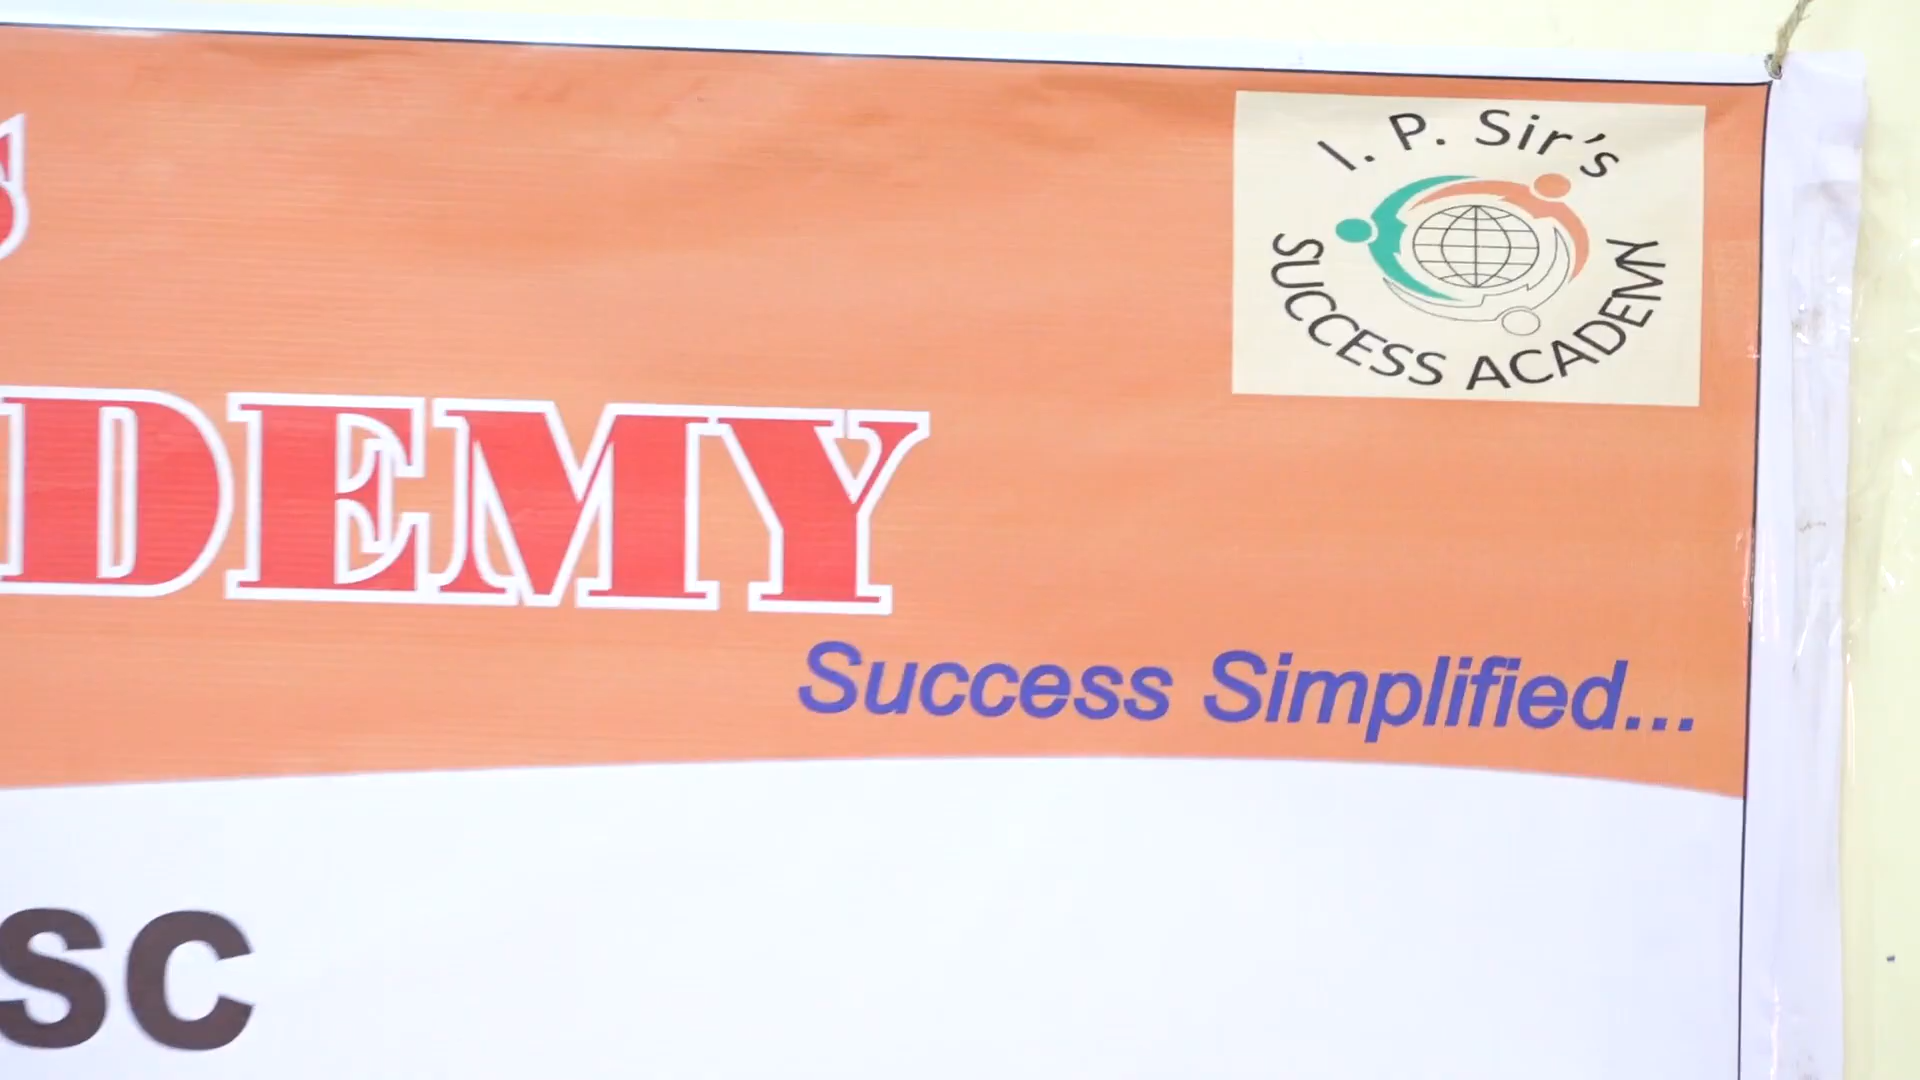 I. P. Sir's
SUCCESS ACADEMY
S
DEMY
Success Simplified...
sc